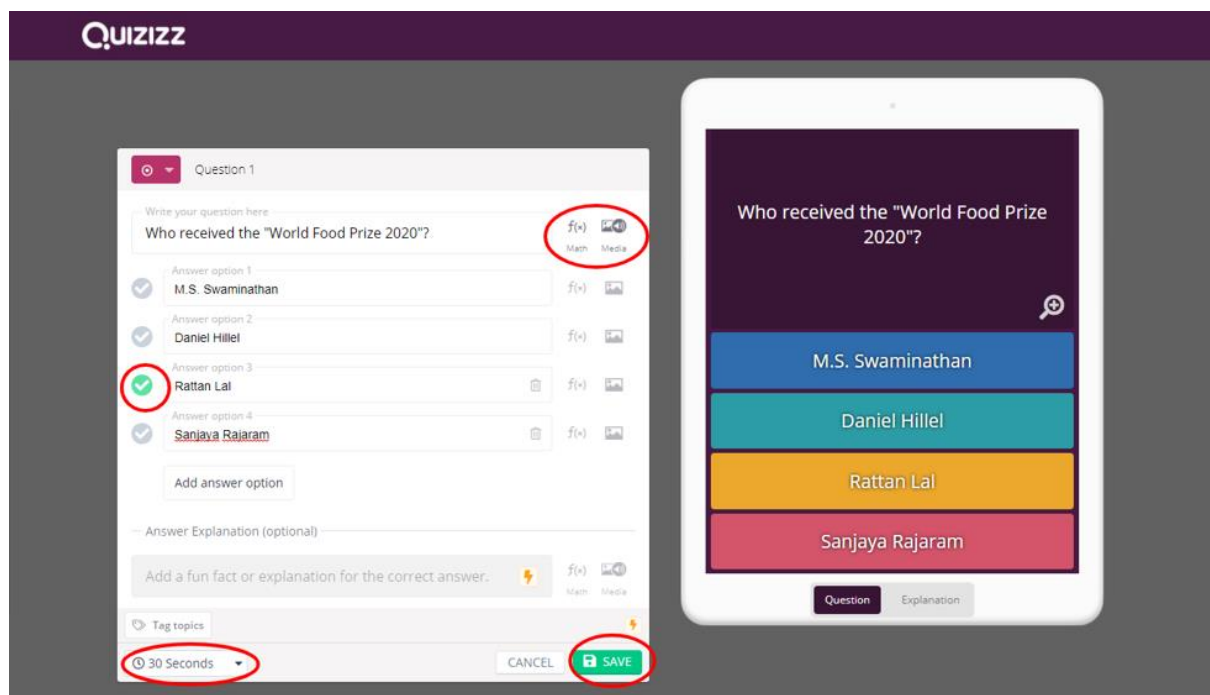 Quizizz
Question 1
Write your question here
Who received the "World Food Prize 2020"?
f(x)
Math Media
Answer option 1
M.S. Swaminathan
f(x)
Answer option 2
Daniel Hillel
f(x)
Answer option 3
Rattan Lal
f(x)
Answer option 4
Sanjaya Rajaram
f(x)
Add answer option
Answer Explanation (optional)
Add a fun fact or explanation for the correct answer.
f(x)
Math Media
Tag topics
30 Seconds
CANCEL
SAVE
Who received the "World Food Prize
2020"?
M.S. Swaminathan
Daniel Hillel
Rattan Lal
Sanjaya Rajaram
Question Explanation